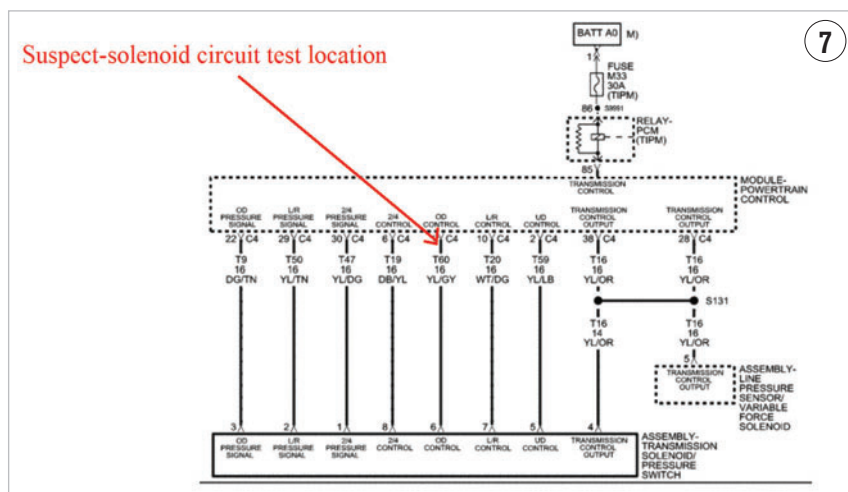 7
Suspect-solenoid circuit test location
BATT A0 M)
1
FUSE
M33
30A
(TIPM)
86
RELAY-
PCM
(TIPM)
85
TRANSMISSION
CONTROL
MODULE-
POWERTRAIN
CONTROL
OD
PRESSURE
SIGNAL
L/R
PRESSURE
SIGNAL
2/4
PRESSURE
SIGNAL
2/4
CONTROL
OD
CONTROL
L/R
CONTROL
UD
CONTROL
TRANSMISSION
CONTROL
OUTPUT
TRANSMISSION
CONTROL
OUTPUT
22 C4 29 C4 30 C4 6 C4 C4 10 C4 2 C4 38 C4 28 C4
T9 T50 T47 T19 T60 T20 T59 T16 T16
16 16 16 16 16 16 16 16 16
DG/TN YL/TN YL/DG DB/YL YL/GY WT/DG YL/LB YL/OR YL/OR
S131
T16 T16
14 16
YL/OR YL/OR
5
TRANSMISSION
CONTROL
OUTPUT
ASSEMBLY-
LINE
PRESSURE
SENSOR/
VARIABLE
FORCE
SOLENOID
3 2 1 8 6 7 5 4
OD
PRESSURE
SIGNAL
L/R
PRESSURE
SIGNAL
2/4
PRESSURE
SIGNAL
2/4
CONTROL
OD
CONTROL
L/R
CONTROL
UD
CONTROL
TRANSMISSION
CONTROL
OUTPUT
ASSEMBLY-
TRANSMISSION
SOLENOID/
PRESSURE
SWITCH